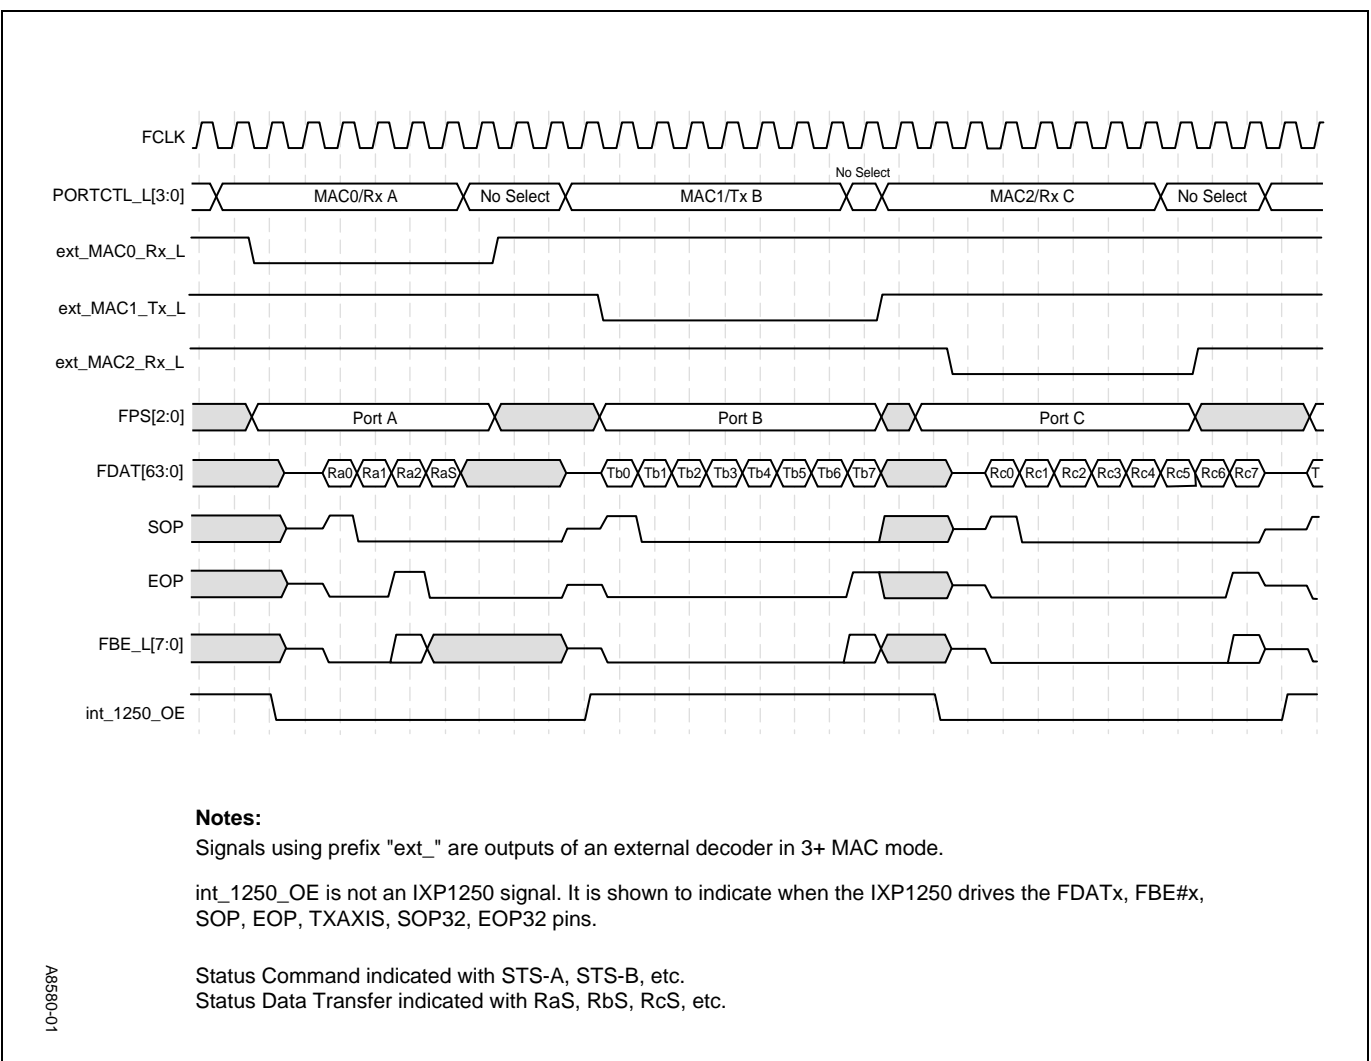 FCLK
No Select
PORTCTL_L[3:0] MAC0/Rx A No Select MAC1/Tx B MAC2/Rx C No Select
ext_MAC0_Rx_L
ext_MAC1_Tx_L
ext_MAC2_Rx_L
FPS[2:0] Port A Port B Port C
FDAT[63:0] Ra0 Ra1 Ra2 RaS Tb0 Tb1 Tb2 Tb3 Tb4 Tb5 Tb6 Tb7 Rc0 Rc1 Rc2 Rc3 Rc4 Rc5 Rc6 Rc7 T
SOP
EOP
FBE_L[7:0]
int_1250_OE
Notes:
Signals using prefix "ext_" are outputs of an external decoder in 3+ MAC mode.
int_1250_OE is not an IXP1250 signal. It is shown to indicate when the IXP1250 drives the FDATx, FBE#x,
SOP, EOP, TXAXIS, SOP32, EOP32 pins.
Status Command indicated with STS-A, STS-B, etc.
Status Data Transfer indicated with RaS, RbS, RcS, etc.
A8580-01